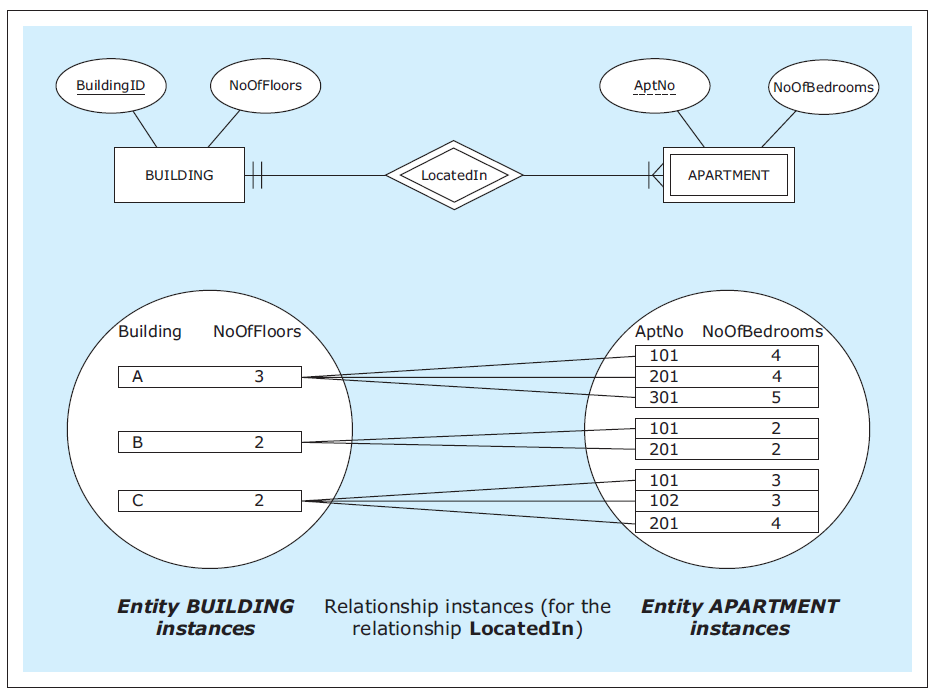 BuildingID NoOfFloors AptNo NoOfBedrooms
BUILDING LocatedIn APARTMENT
Building NoOfFloors AptNo NoOfBedrooms
101 4
A 3 201 4
301 5
101 2
B 2 201 2
101 3
C 2 102 3
201 4
Entity BUILDING Relationship instances (for the Entity APARTMENT
instances relationship LocatedIn) instances